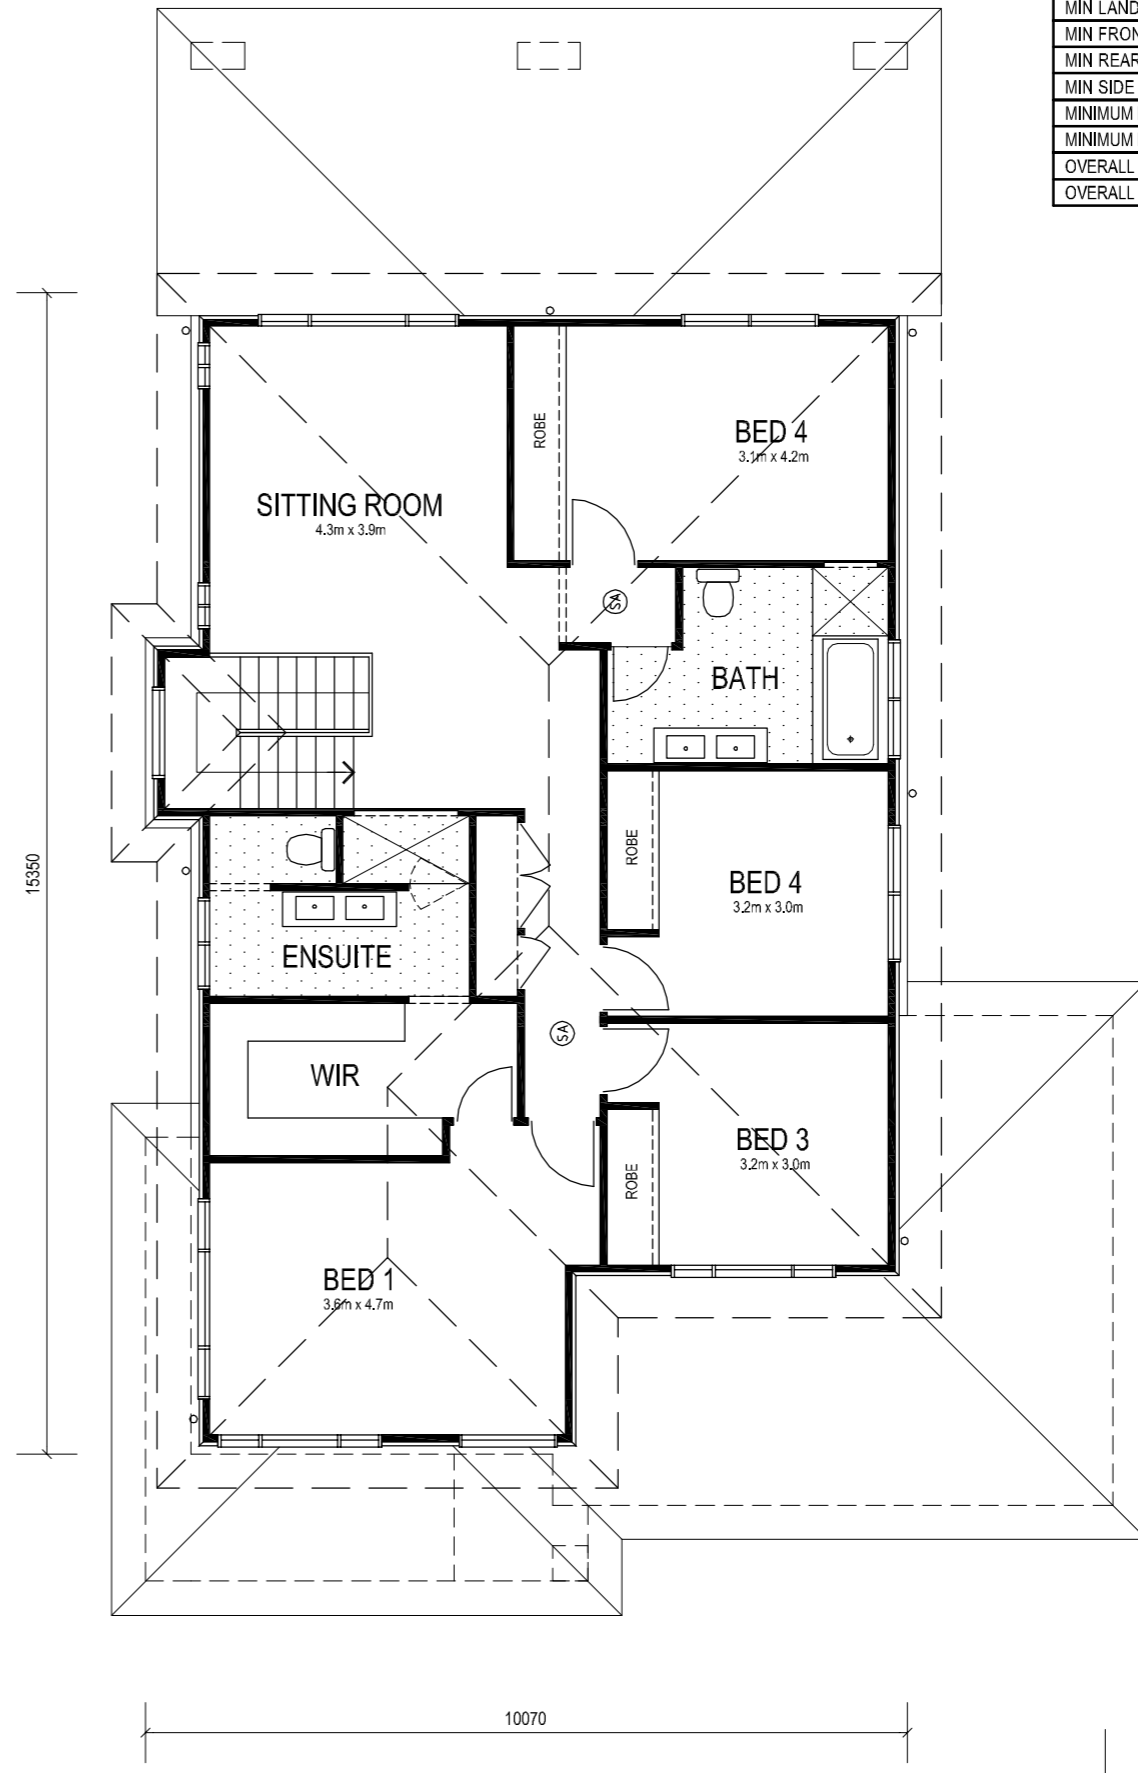 MIN LAND
MIN FRON
MIN REAR
MIN SIDE
MINIMUM
MINIMUM
OVERALL
OVERALL
ROBE
BED 4
3.1m x 4.2m
SITTING ROOM
4.3m x 3.9m
SA
BATH
15350
ROBE
BED 4
3.2m x 3.0m
ENSUITE
SA
WIR
BED 3
3.2m x 3.0m
ROBE
BED 1
3.6m x 4.7m
10070